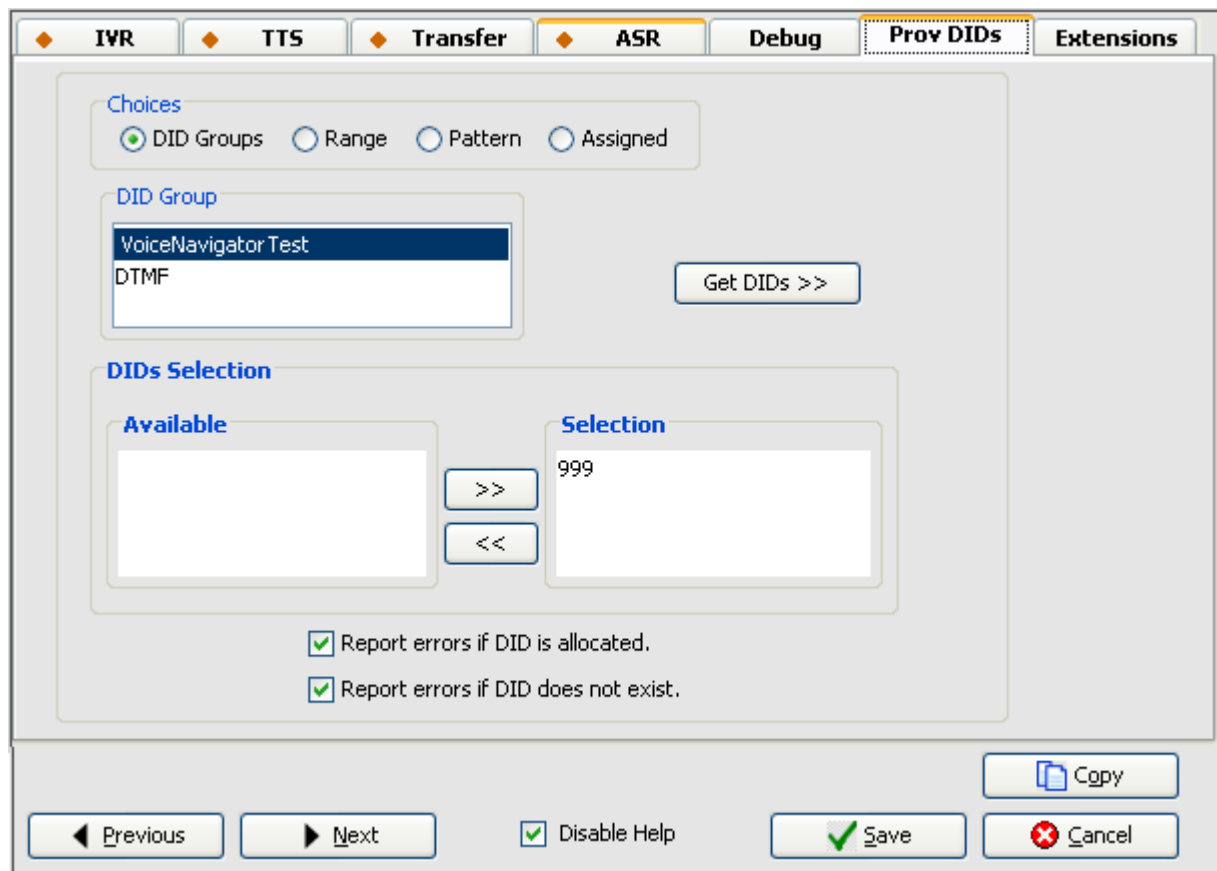 IVR TTS Transfer ASR Debug Prov DIDs Extensions
Choices
DID Groups Range Pattern Assigned
DID Group
VoiceNavigatorTest
DTMF
Get DIDs >>
DIDs Selection
Available Selection
999
>>
<<
Report errors if DID is allocated.
Report errors if DID does not exist.
Copy
Previous Next Disable Help Save Cancel